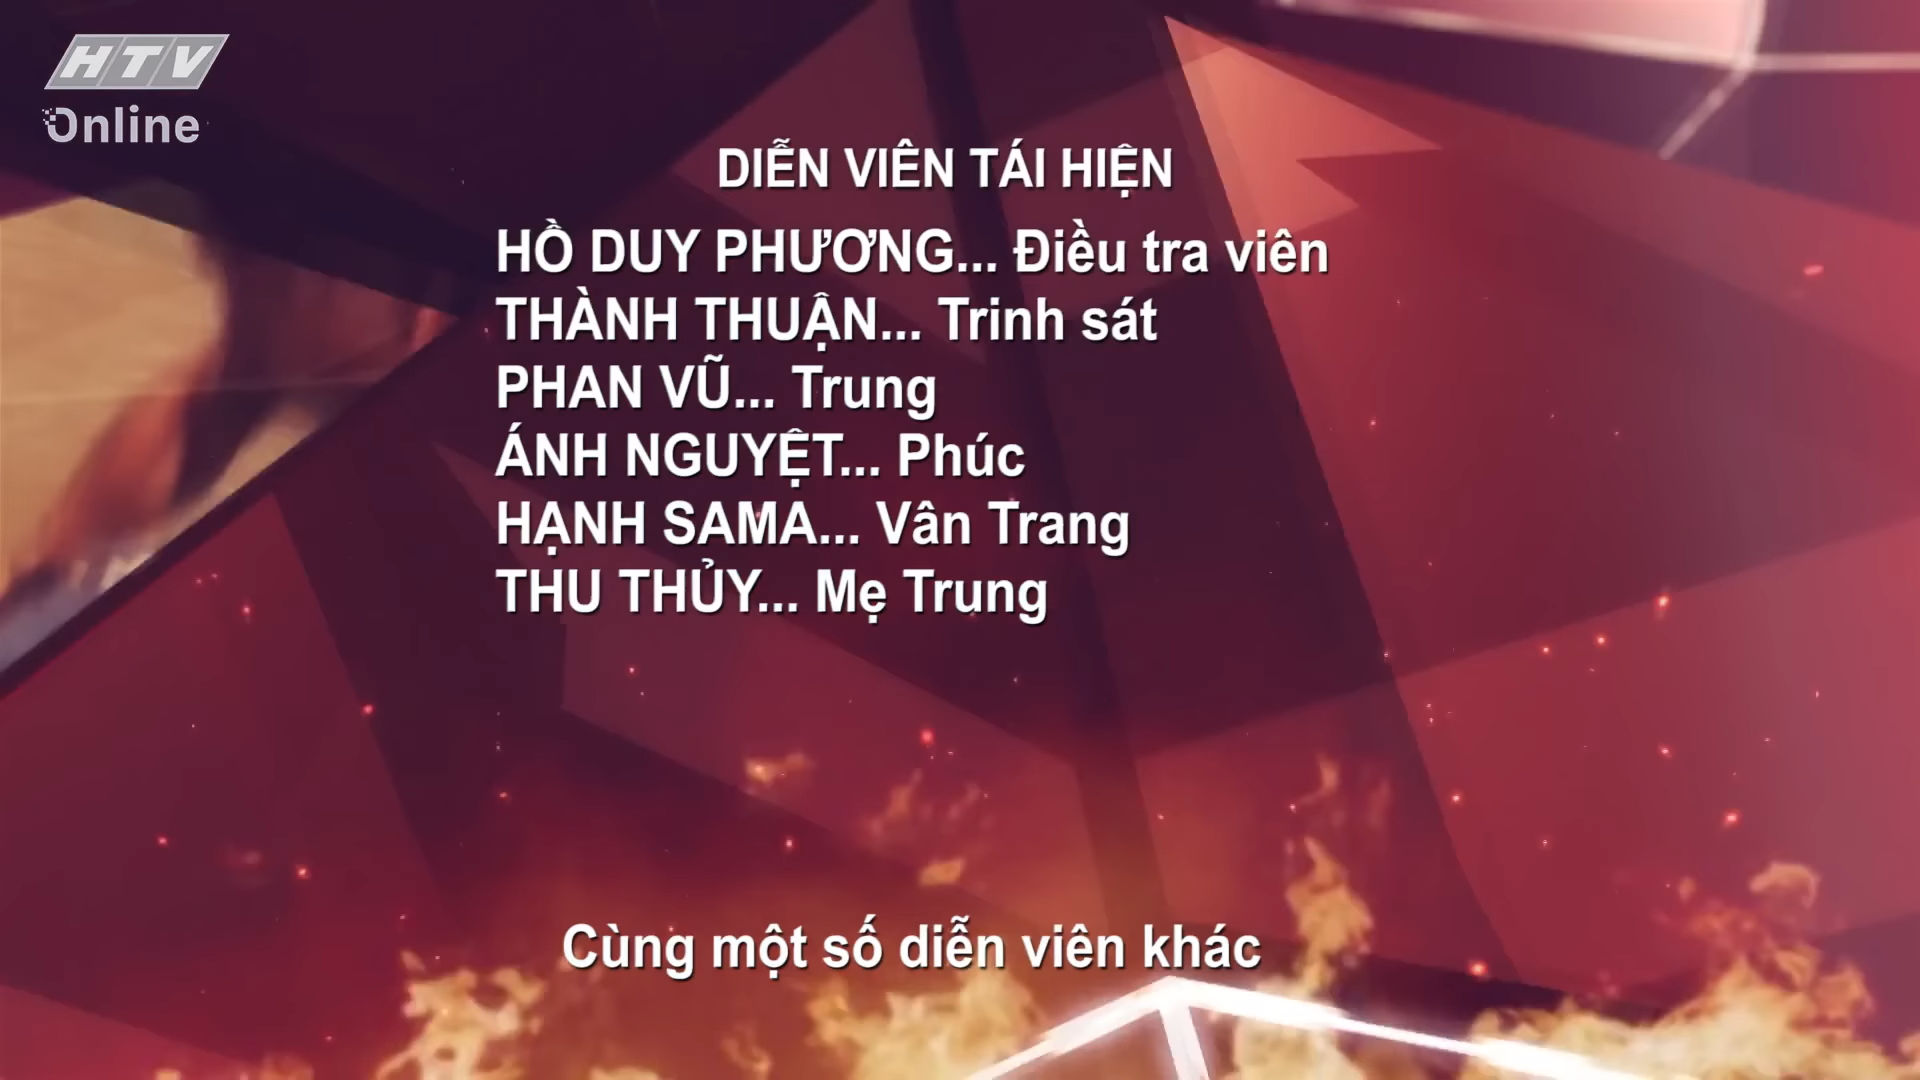 HTV
Online
DIỄN VIÊN TÁI HIỆN
HỒ DUY PHƯƠNG... Điều tra viên
THÀNH THUẬN... Trinh sát
PHAN VŨ... Trung
ÁNH NGUYỆT... Phúc
HẠNH SAMA... Vân Trang
THU THỦY... Mẹ Trung
Cùng một số diễn viên khác